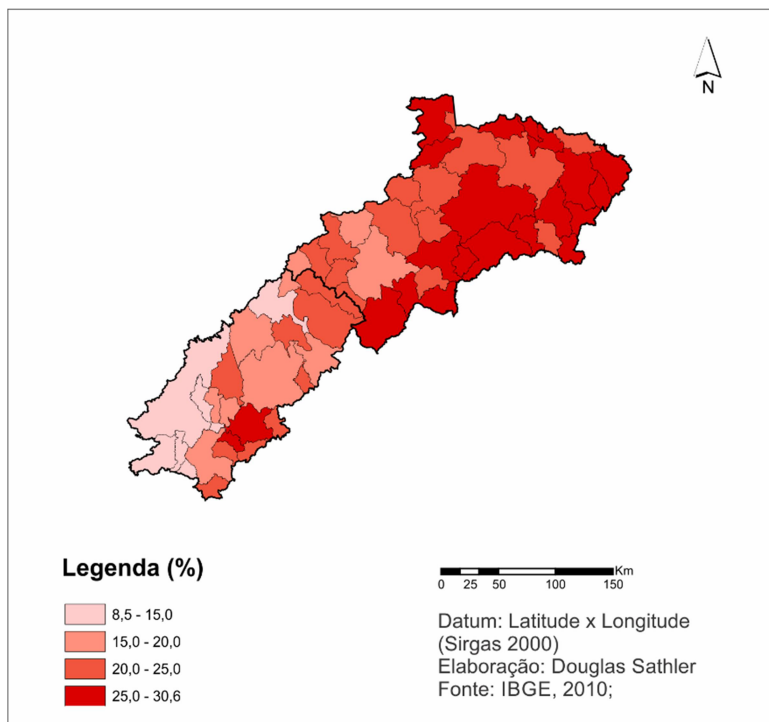 N
Legenda (%)
8,5 - 15,0
15,0 - 20,0
20,0 - 25,0
25,0 - 30,6
Km
0 25 50 100 150
Datum: Latitude x Longitude
(Sirgas 2000)
Elaboração: Douglas Sathler
Fonte: IBGE, 2010;